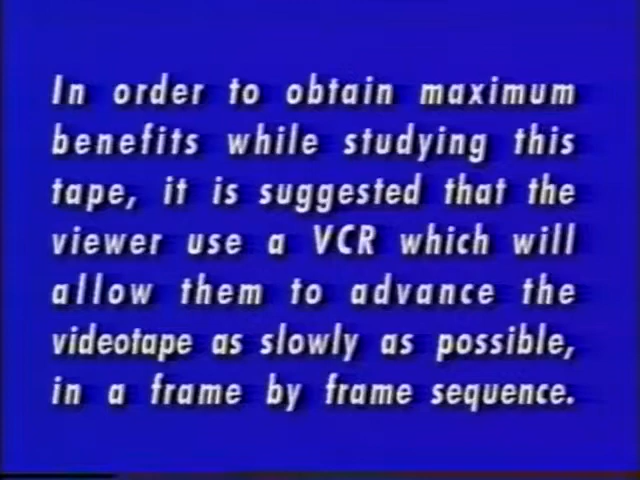 In order to obtain maximum
benefits while studying this
tape, it is suggested that the
viewer use a VCR which will
allow them to advance the
videotape as slowly as possible,
in a frame by frame sequence.